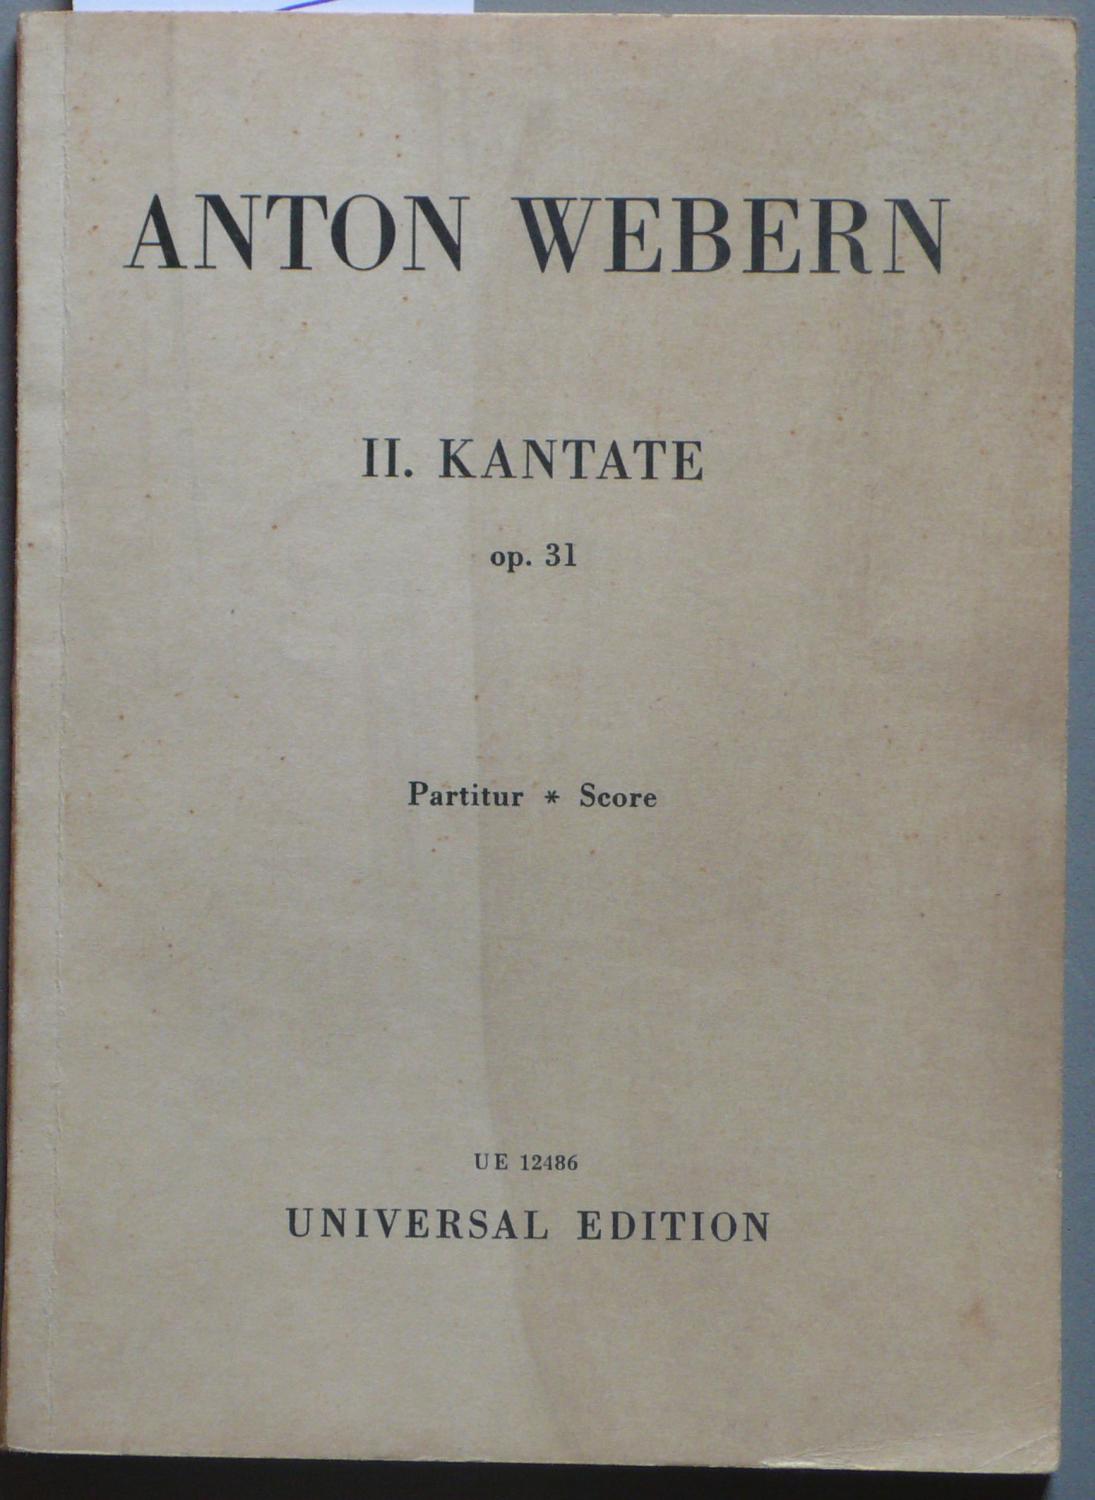 ANTON WEBERN
II. KANTATE
op. 31
Partitur * Score
UE 12486
UNIVERSAL EDITION